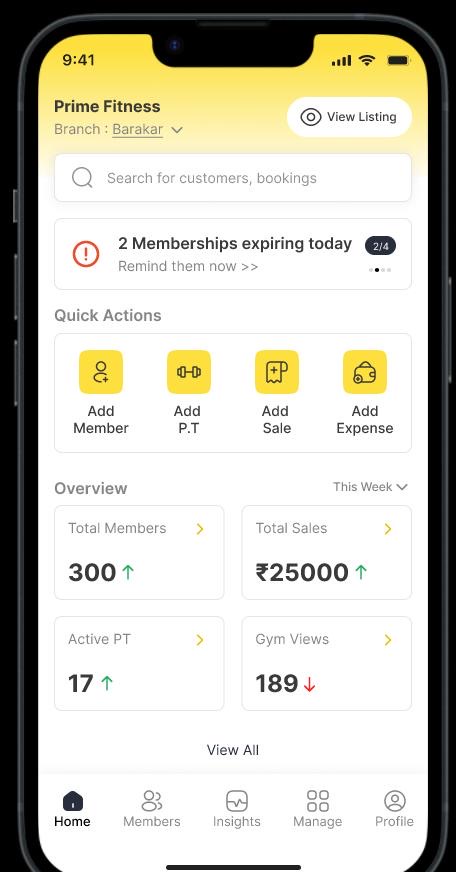 9:41
Prime Fitness
Branch : Barakar
View Listing
Search for customers, bookings
2 Memberships expiring today
2/4
Remind them now >>
Quick Actions
Add Member
Add P.T
Add Sale
Add Expense
Overview
This Week
Total Members
300
Total Sales
₹25000
Active PT
17
Gym Views
189
View All
Home
Members
Insights
Manage
Profile